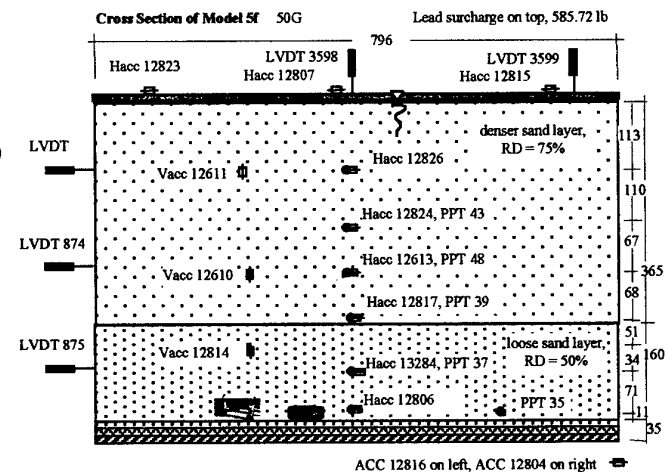 Cross Section of Model 5f 50G Lead surcharge on top, 585.72 lb
796
LVDT 3598
LVDT 3599
Hacc 12823
Hacc 12807
Hacc 12815
denser sand layer,
RD = 75%
113
LVDT
Vacc 12611
Hacc 12826
110
Hacc 12824, PPT 43
67
LVDT 874
Vacc 12610
Hacc 12613, PPT 48
365
68
Hacc 12817, PPT 39
51
LVDT 875
Vacc 12814
loose sand layer,
RD = 50%
34
160
Hacc 13284, PPT 37
71
Hacc 12806
PPT 35
11
35
ACC 12816 on left, ACC 12804 on right